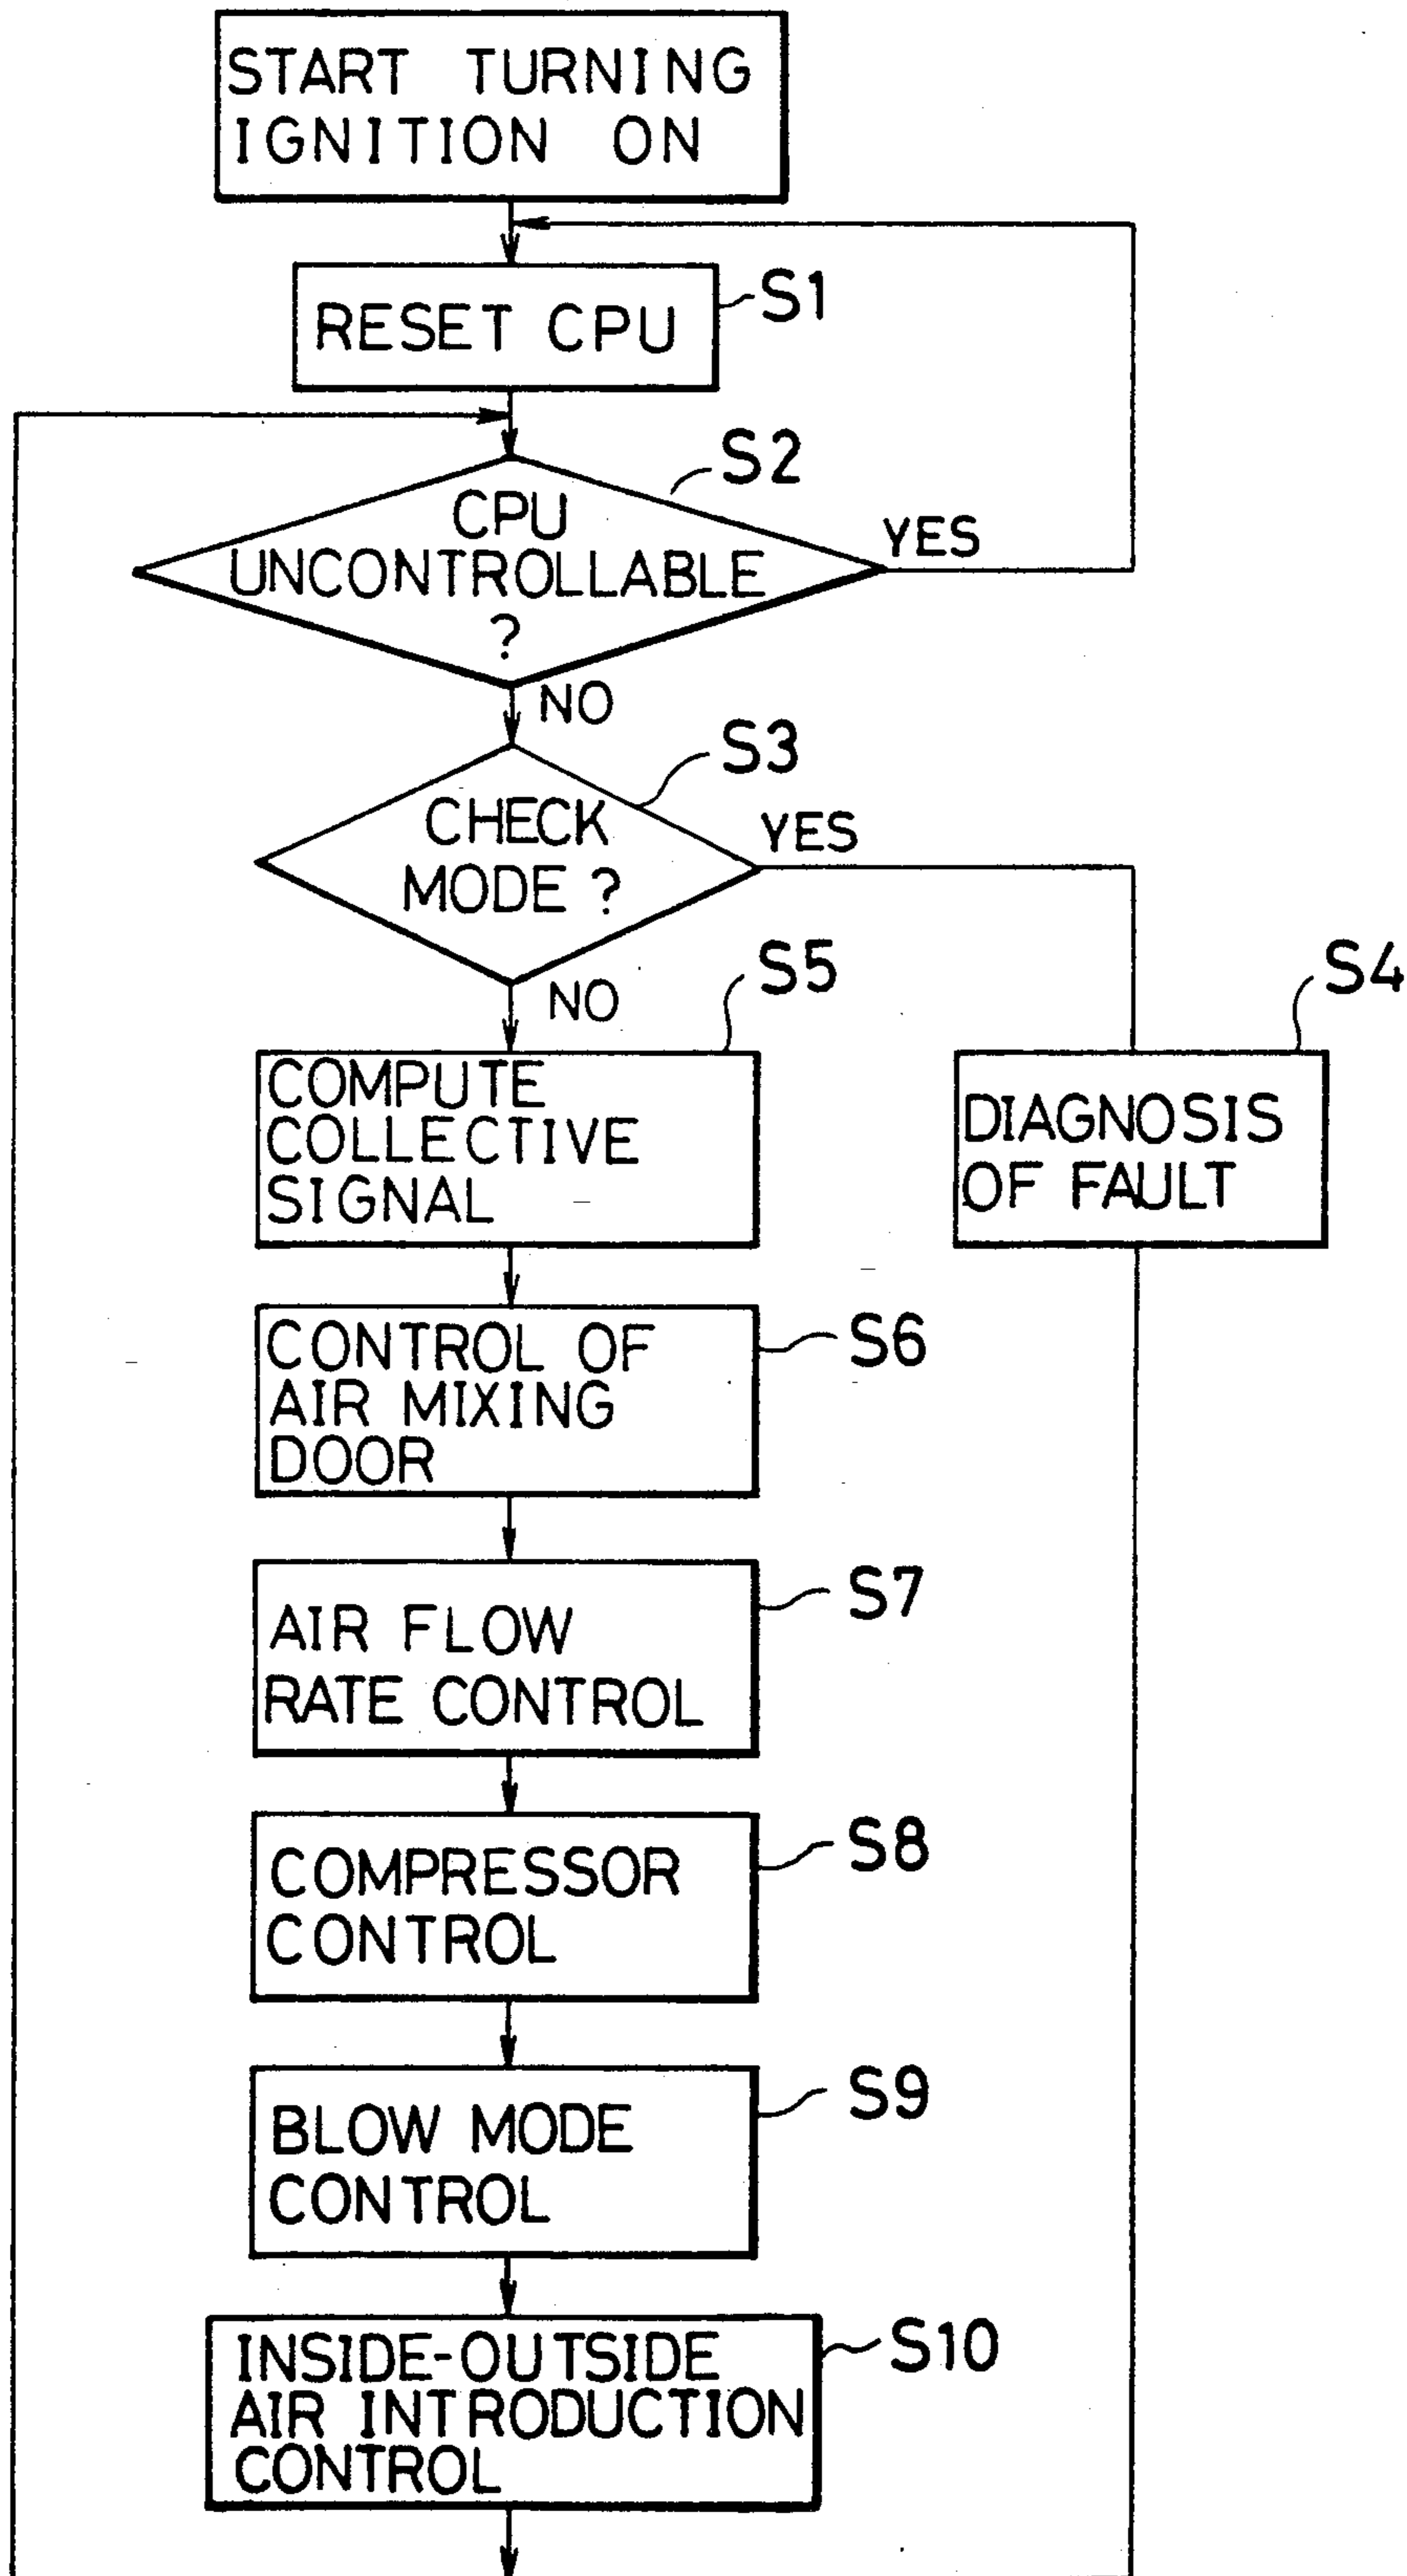 START TURNING
IGNITION ON
RESET CPU
S1
S2
CPU
UNCONTROLLABLE
?
YES
NO
S3
CHECK
MODE ?
YES
NO
S5
S4
COMPUTE
COLLECTIVE
SIGNAL
DIAGNOSIS
OF FAULT
CONTROL OF
AIR MIXING
DOOR
S6
AIR FLOW
RATE CONTROL
S7
COMPRESSOR
CONTROL
S8
BLOW MODE
CONTROL
S9
INSIDE-OUTSIDE
AIR INTRODUCTION
CONTROL
S10